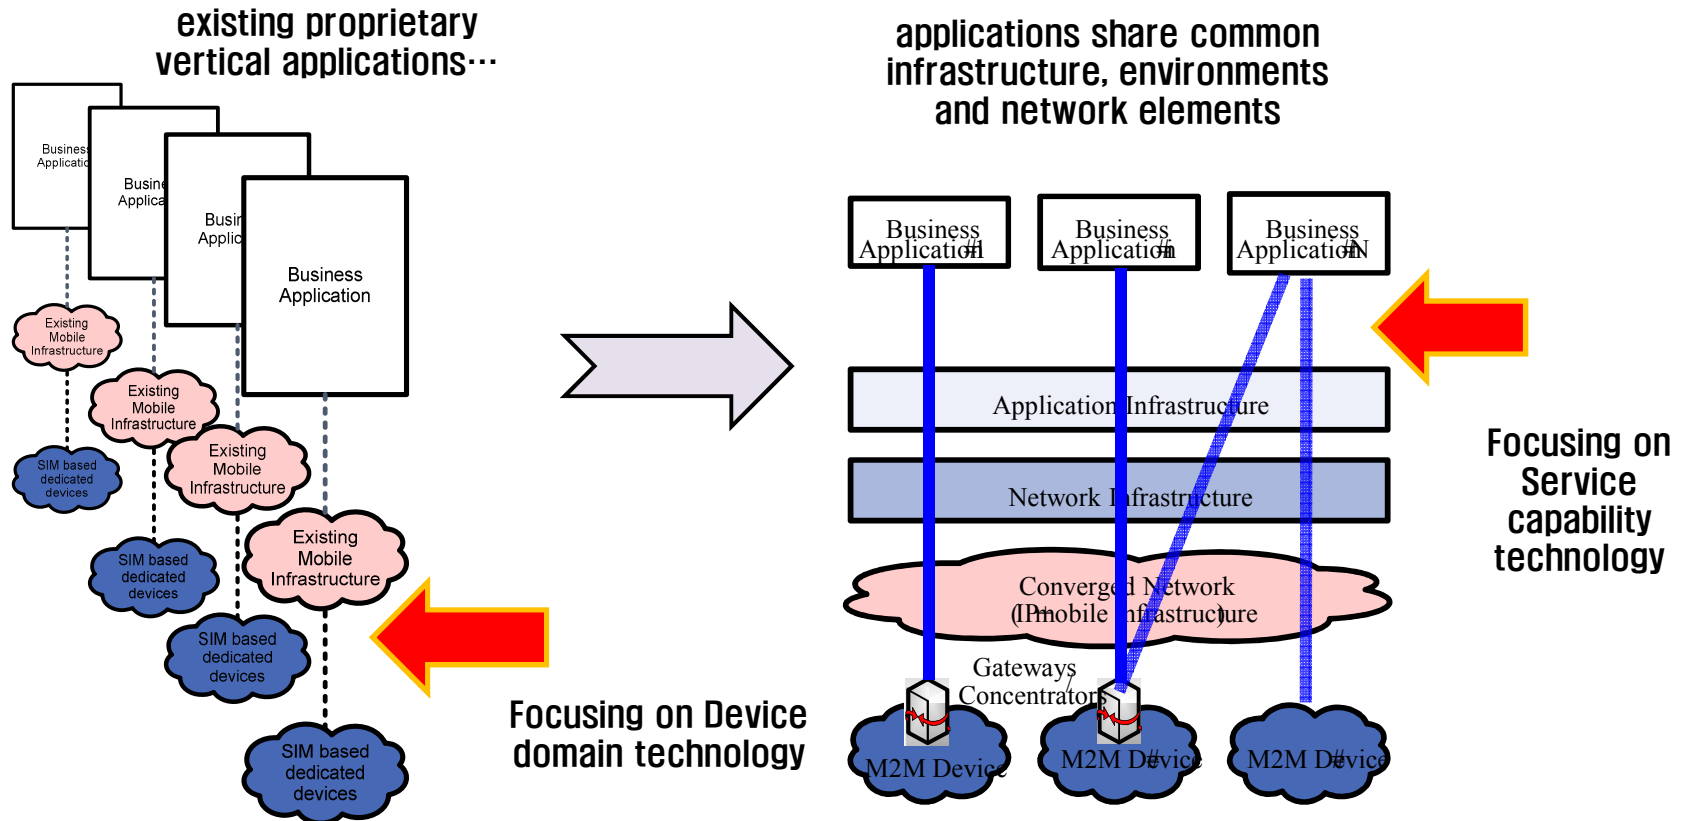 existing proprietary
vertical applications…
applications share common
infrastructure, environments
and network elements
Business
Applicatio
Busine
Applica
Busin
Applic
Business
Application
Existing
Mobile
Infrastructure
Existing
Mobile
Infrastructure
Existing
Mobile
Infrastructure
Existing
Mobile
Infrastructure
SIM based
dedicated
devices
SIM based
dedicated
devices
SIM based
dedicated
devices
SIM based
dedicated
devices
Focusing on Device
domain technology
Business
Application#1
Business
Application#n
Business
Application#N
Application Infrastructure
Network Infrastructure
Converged Network
(IP–mobile Infrastructure)
Gateways/
Concentrators
M2M Device
M2M Device#
M2M Device#
Focusing on
Service
capability
technology